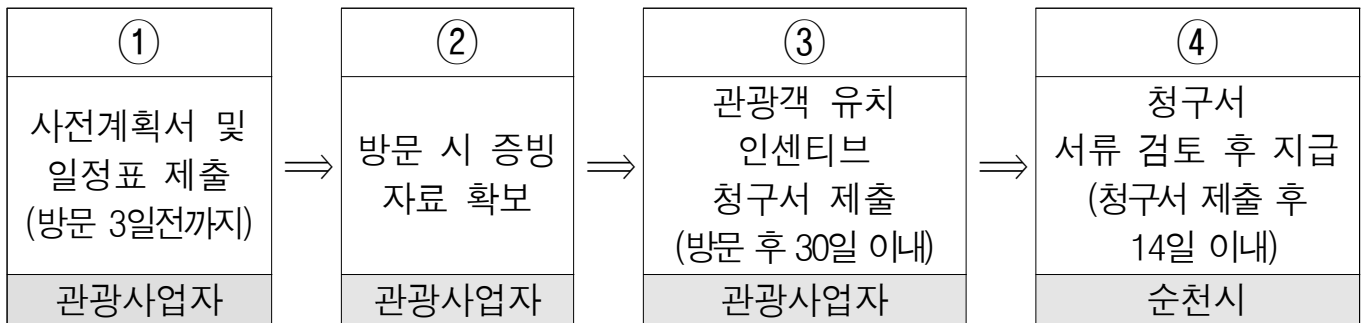 ①
사전계획서 및
일정표 제출
(방문 3일전까지)
관광사업자
⇒
②
방문 시 증빙
자료 확보
관광사업자
⇒
③
관광객 유치
인센티브
청구서 제출
(방문 후 30일 이내)
관광사업자
⇒
④
청구서
서류 검토 후 지급
(청구서 제출 후
14일 이내)
순천시